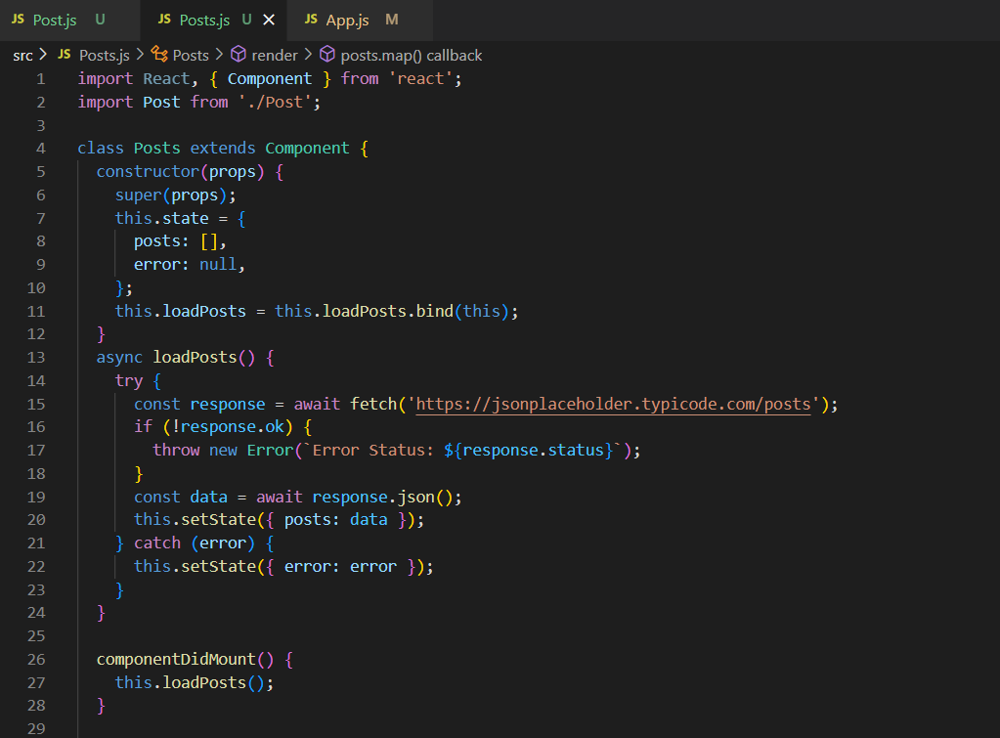 JS Post.js U JS Posts.js U × JS App.js M
src > JS Posts.js > Posts > render > posts.map() callback
1 import React, { Component } from 'react';
2 import Post from './Post';
3
4 class Posts extends Component {
5   constructor(props) {
6     super(props);
7     this.state = {
8       posts: [],
9       error: null,
10     };
11     this.loadPosts = this.loadPosts.bind(this);
12   }
13   async loadPosts() {
14     try {
15       const response = await fetch('https://jsonplaceholder.typicode.com/posts');
16       if (!response.ok) {
17         throw new Error(`Error Status: ${response.status}`);
18       }
19       const data = await response.json();
20       this.setState({ posts: data });
21     } catch (error) {
22       this.setState({ error: error });
23     }
24   }
25
26   componentDidMount() {
27     this.loadPosts();
28   }
29